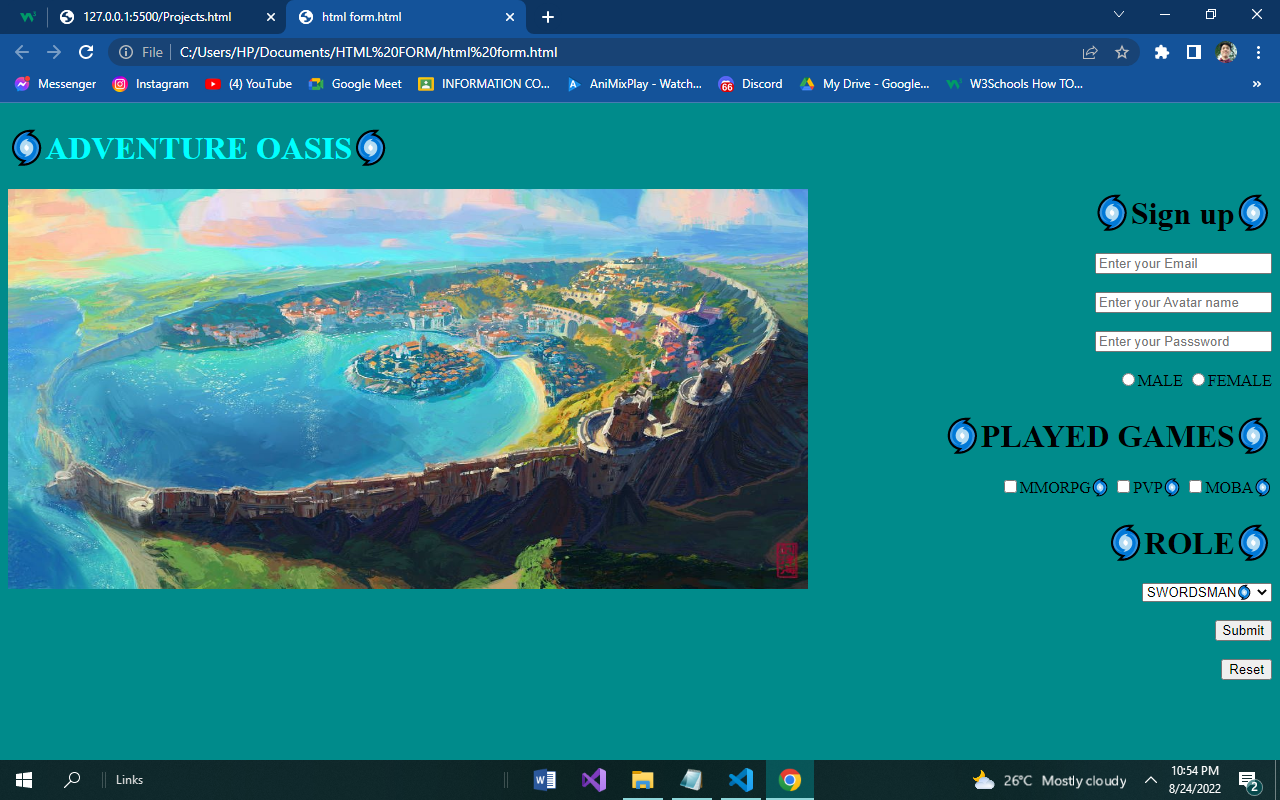 127.0.0.1:5500/Projects.html
html form.html
File
C:/Users/HP/Documents/HTML%20FORM/html%20form.html
Messenger
Instagram
(4) YouTube
Google Meet
INFORMATION CO...
AniMixPlay - Watch...
66
Discord
My Drive - Google...
W3Schools How TO...
»
🌀ADVENTURE OASIS🌀
🌀Sign up🌀
Enter your Email
Enter your Avatar name
Enter your Passsword
MALE FEMALE
🌀PLAYED GAMES🌀
MMORPG🌀 PVP🌀 MOBA🌀
🌀ROLE🌀
SWORDSMAN🌀
Submit
Reset
Links
26°C Mostly cloudy
10:54 PM
8/24/2022
2